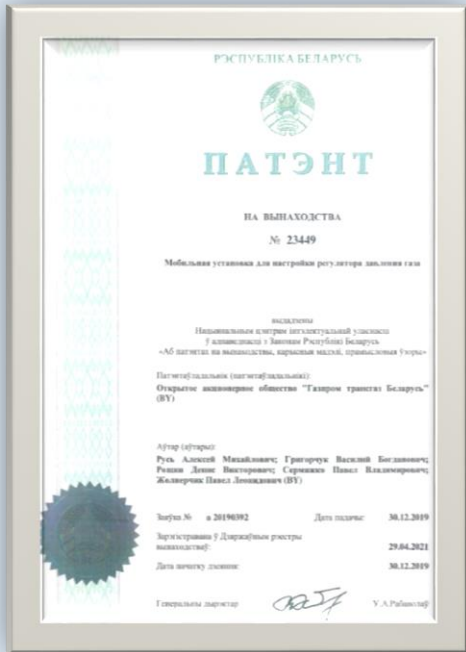 РЭСПУБЛІКА БЕЛАРУСЬ
ПАТЭНТ
НА ВЫНАХОДСТВА
№ 23449
Мобильная установка для настройки регулятора давления газа
выдадзены
Нацыянальным цэнтрам інтэлектуальнай уласнасці
ў адпаведнасці з Законам Рэспублікі Беларусь
«Аб патэнтах на вынаходствы, карысныя мадэлі, прамысловыя ўзоры»
Патэнтаўладальнік (патэнтаўладальнікі):
Открытое акционерное общество "Газпром трансгаз Беларусь"
(BY)
Аўтар (аўтары):
Русь Алексей Михайлович; Григорчук Василий Богданович;
Рощин Денис Викторович; Павел Владимирович;
Павел Леонидович (BY)
Заяўка № a 20190392 Дата падачы: 30.12.2019
Зарэгістравана ў Дзяржаўным рэестры
вынаходстваў: 29.04.2021
Дата пачатку дзеяння: 30.12.2019
Генеральны дырэктар У.А.Рабаволаў